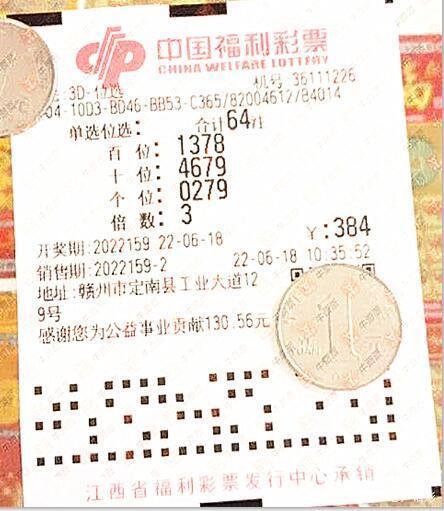 中国福利彩票
CHINA WELFARE LOTTERY
3D-位选 机号 36111226
04-10D3-BD46-BB53-C365/82004612/B4014
单选位选: 合计64注
百 位: 1378
十 位: 4679
个 位: 0279
倍 数: 3
¥:384
开奖期:2022159 22-06-18
销售期:2022159-2 22-06-18 10:35:52
地址:赣州市定南县工业大道12
9号
感谢您为公益事业贡献130.56元
江西省福利彩票发行中心承销